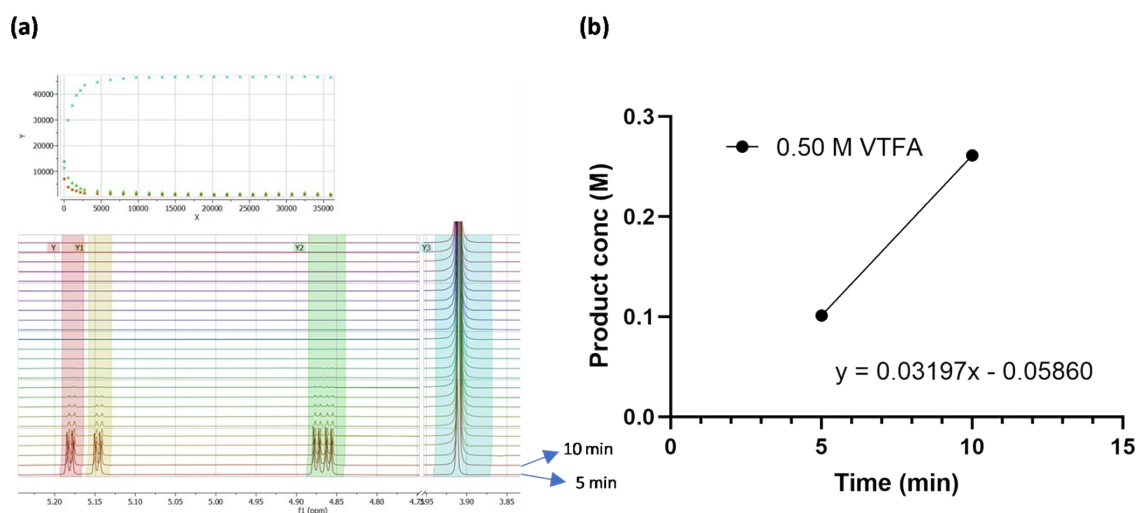 (a)
(b)
40000
30000
20000
10000
Y
0 5000 10000 15000 20000 25000 30000 35000
X
Y Y1 Y2 Y3
10 min
5 min
5.20 5.15 5.10 5.05 5.00 4.95 4.90 4.85 4.80 4.75 3.95 3.90 3.85
f1 (ppm)
0.3
0.50 M VTFA
0.2
Product conc (M)
0.1
y = 0.03197x - 0.05860
0.0
0 5 10 15
Time (min)